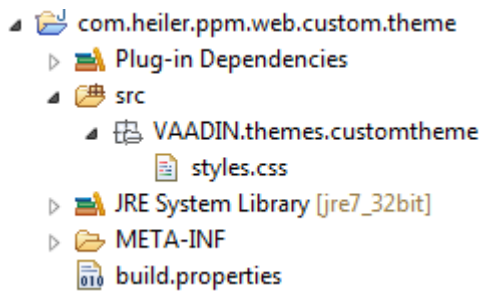 com.heiler.ppm.web.custom.theme
Plug-in Dependencies
src
VAADIN.themes.customtheme
styles.css
JRE System Library [jre7_32bit]
META-INF
build.properties